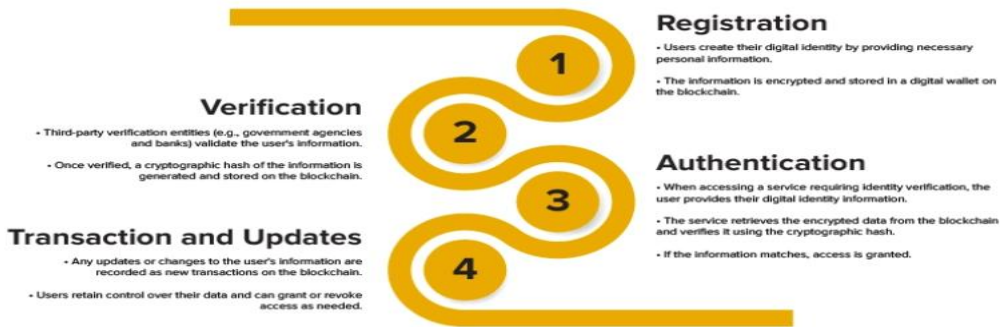 1
Registration
• Users create their digital identity by providing necessary
personal information.
• The information is encrypted and stored in a digital wallet on
the blockchain.
2
Verification
• Third-party verification entities (e.g., government agencies
and banks) validate the user's information.
• Once verified, a cryptographic hash of the information is
generated and stored on the blockchain.
3
Authentication
• When accessing a service requiring identity verification, the
user provides their digital identity information.
• The service retrieves the encrypted data from the blockchain
and verifies it using the cryptographic hash.
• If the information matches, access is granted.
4
Transaction and Updates
• Any updates or changes to the user's information are
recorded as new transactions on the blockchain.
• Users retain control over their data and can grant or revoke
access as needed.